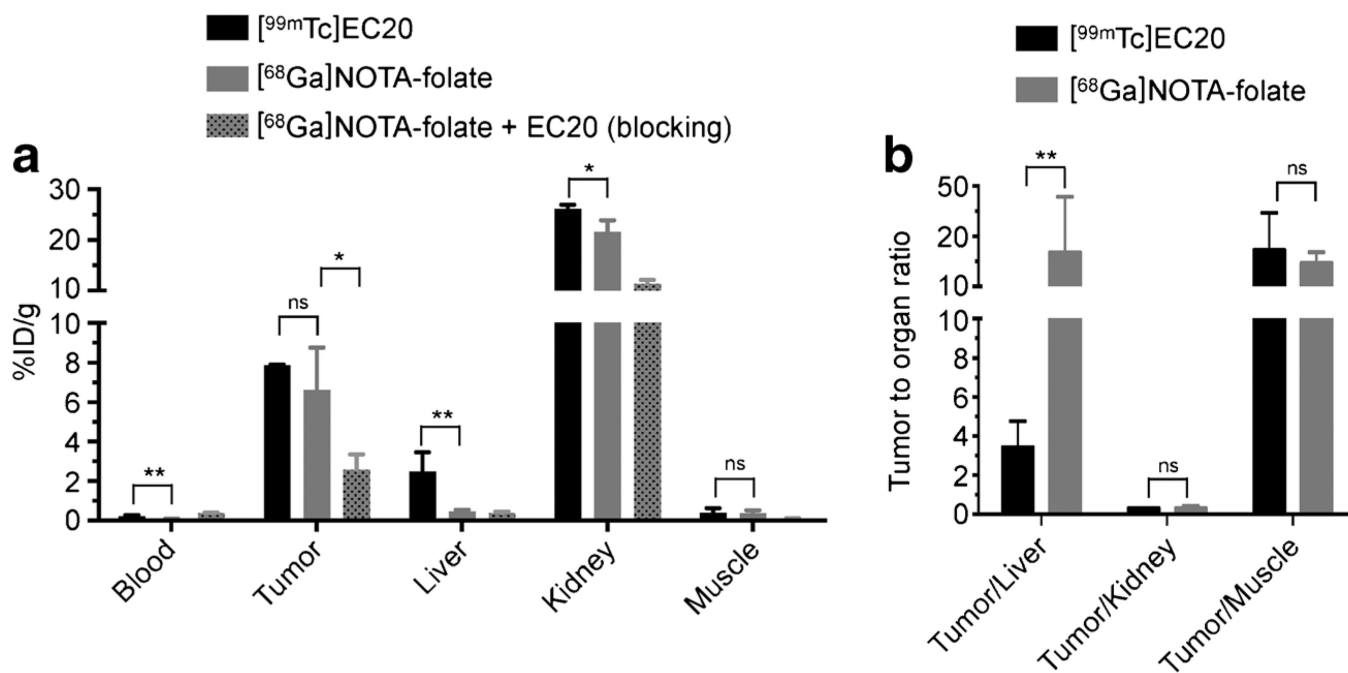 [99mTc]EC20
[68Ga]NOTA-folate
[68Ga]NOTA-folate + EC20 (blocking)
a
%ID/g
30
20
10
10
8
6
4
2
0
**
ns
*
**
*
ns
Blood
Tumor
Liver
Kidney
Muscle
[99mTc]EC20
[68Ga]NOTA-folate
b
Tumor to organ ratio
50
20
10
10
8
6
4
2
0
**
ns
ns
Tumor/Liver
Tumor/Kidney
Tumor/Muscle